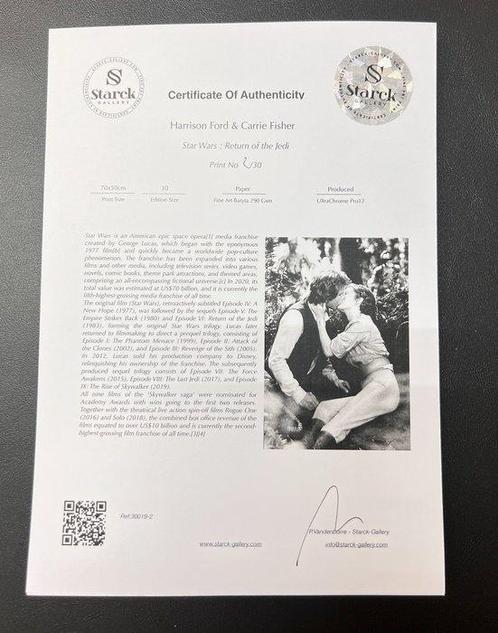 Starck
GALLERY
Starck
GALLERY
Certificate Of Authenticity
Harrison Ford & Carrie Fisher
Star Wars : Return of the Jedi
Print No 2/30
70x50cm 30 Paper Produced
Print Size Edition Size Fine Art Baryta 290 Gsm UltraChrome Pro12
Star Wars is an American epic space opera[1] media franchise
created by George Lucas, which began with the eponymous
1977 film[b] and quickly became a worldwide pop-culture
phenomenon. The franchise has been expanded into various
films and other media, including television series, video games,
novels, comic books, theme park attractions, and themed areas,
comprising an all-encompassing fictional universe.[c] In 2020, its
total value was estimated at US$70 billion, and it is currently the
fifth-highest-grossing media franchise of all time.
The original film (Star Wars), retroactively subtitled Episode IV: A
New Hope (1977), was followed by the sequels Episode V: The
Empire Strikes Back (1980) and Episode VI: Return of the Jedi
(1983), forming the original Star Wars trilogy. Lucas later
returned to filmmaking to direct a prequel trilogy, consisting of
Episode I: The Phantom Menace (1999), Episode II: Attack of
the Clones (2002), and Episode III: Revenge of the Sith (2005).
In 2012, Lucas sold his production company to Disney,
relinquishing his ownership of the franchise. The subsequently
produced sequel trilogy consists of Episode VII: The Force
Awakens (2015), Episode VIII: The Last Jedi (2017), and Episode
IX: The Rise of Skywalker (2019).
All nine films of the 'Skywalker saga' were nominated for
Academy Awards with wins going to the first two releases.
Together with the theatrical live action spin-off films Rogue One
(2016) and Solo (2018), the combined box office revenue of the
films equated to over US$10 billion and is currently the second-
highest-grossing film franchise of all time.[3][4]
Ref:30019-2
www.starck-gallery.com
- Starck-Gallery
info@starck-gallery.com